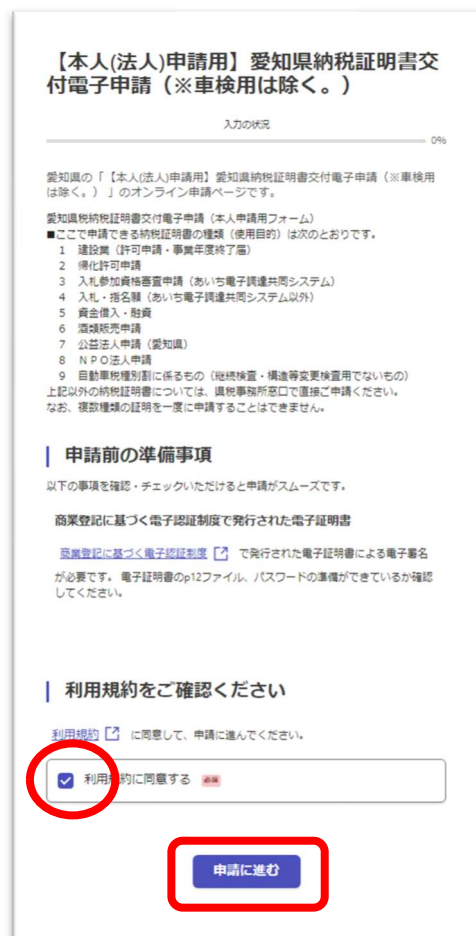 【本人(法人)申請用】愛知県納税証明書交
付電子申請（※車検用は除く。）
入力の状況
0%
愛知県の「【本人(法人)申請用】愛知県納税証明書交付電子申請（※車検用
は除く。）」のオンライン申請ページです。
愛知県税納税証明書交付電子申請（本人申請用フォーム）
■ここで申請できる納税証明書の種類（使用目的）は次のとおりです。
1 建設業（許可申請・事業年度終了届）
2 帰化許可申請
3 入札参加資格審査申請（あいち電子調達共同システム）
4 入札・指名願（あいち電子調達共同システム以外）
5 資金借入・融資
6 酒類販売申請
7 公益法人申請（愛知県）
8 ＮＰＯ法人申請
9 自動車税種別割に係るもの（継続検査・構造等変更検査用でないもの）
上記以外の納税証明書については、県税事務所窓口で直接ご申請ください。
なお、複数種類の証明を一度に申請することはできません。
申請前の準備事項
以下の事項を確認・チェックいただけると申請がスムーズです。
商業登記に基づく電子認証制度で発行された電子証明書
商業登記に基づく電子認証制度 で発行された電子証明書による電子署名
が必要です。 電子証明書のp12ファイル、パスワードの準備ができているか確認
してください。
利用規約をご確認ください
利用規約 に同意して、申請に進んでください。
利用規約に同意する 必須
申請に進む